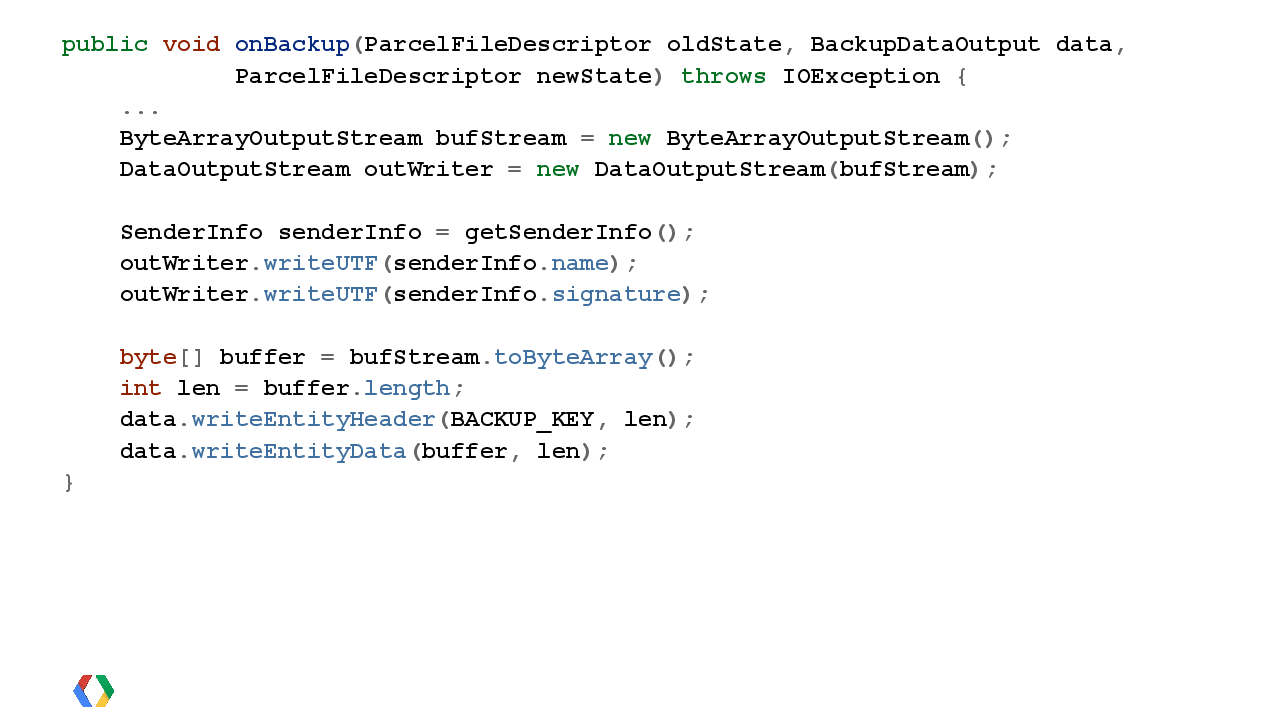 public void onBackup(ParcelFileDescriptor oldState, BackupDataOutput data,
            ParcelFileDescriptor newState) throws IOException {
    ...
    ByteArrayOutputStream bufStream = new ByteArrayOutputStream();
    DataOutputStream outWriter = new DataOutputStream(bufStream);

    SenderInfo senderInfo = getSenderInfo();
    outWriter.writeUTF(senderInfo.name);
    outWriter.writeUTF(senderInfo.signature);

    byte[] buffer = bufStream.toByteArray();
    int len = buffer.length;
    data.writeEntityHeader(BACKUP_KEY, len);
    data.writeEntityData(buffer, len);
}